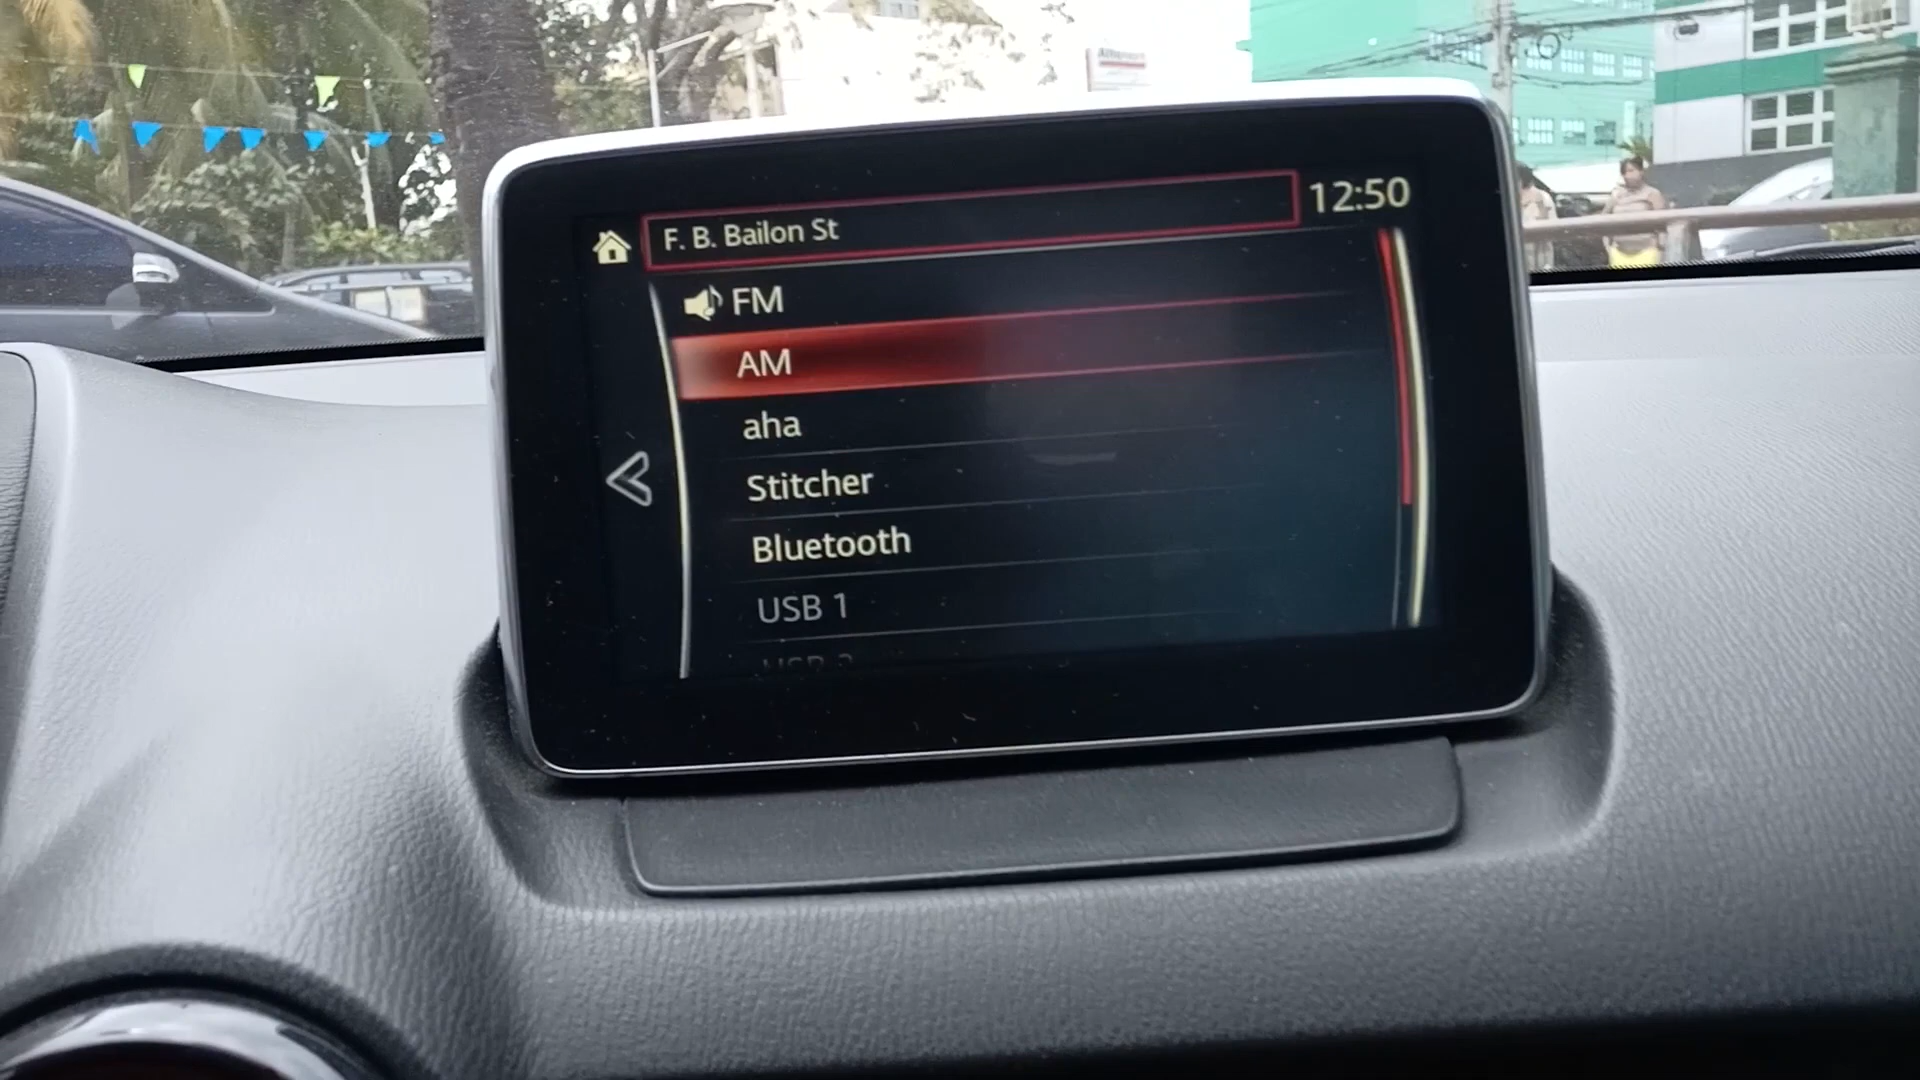 F. B. Bailon St
12:50
FM
AM
aha
Stitcher
Bluetooth
USB 1